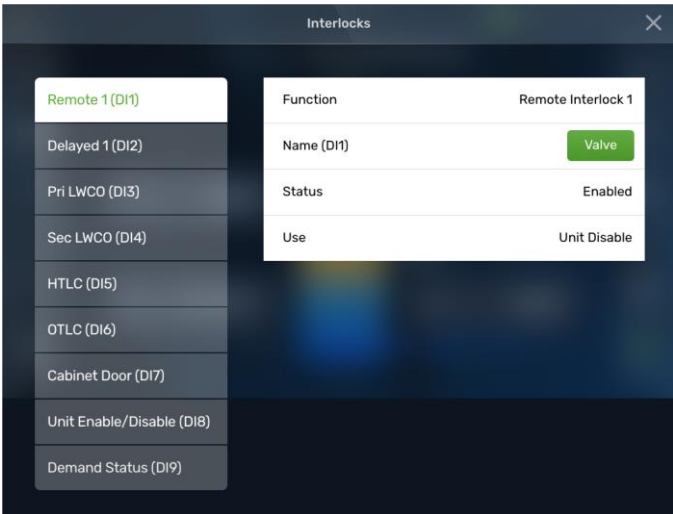 Interlocks
Remote 1 (DI1)
Delayed 1 (DI2)
Pri LWCO (DI3)
Sec LWCO (DI4)
HTLC (DI5)
OTLC (DI6)
Cabinet Door (DI7)
Unit Enable/Disable (DI8)
Demand Status (DI9)
Function Remote Interlock 1
Name (DI1) Valve
Status Enabled
Use Unit Disable